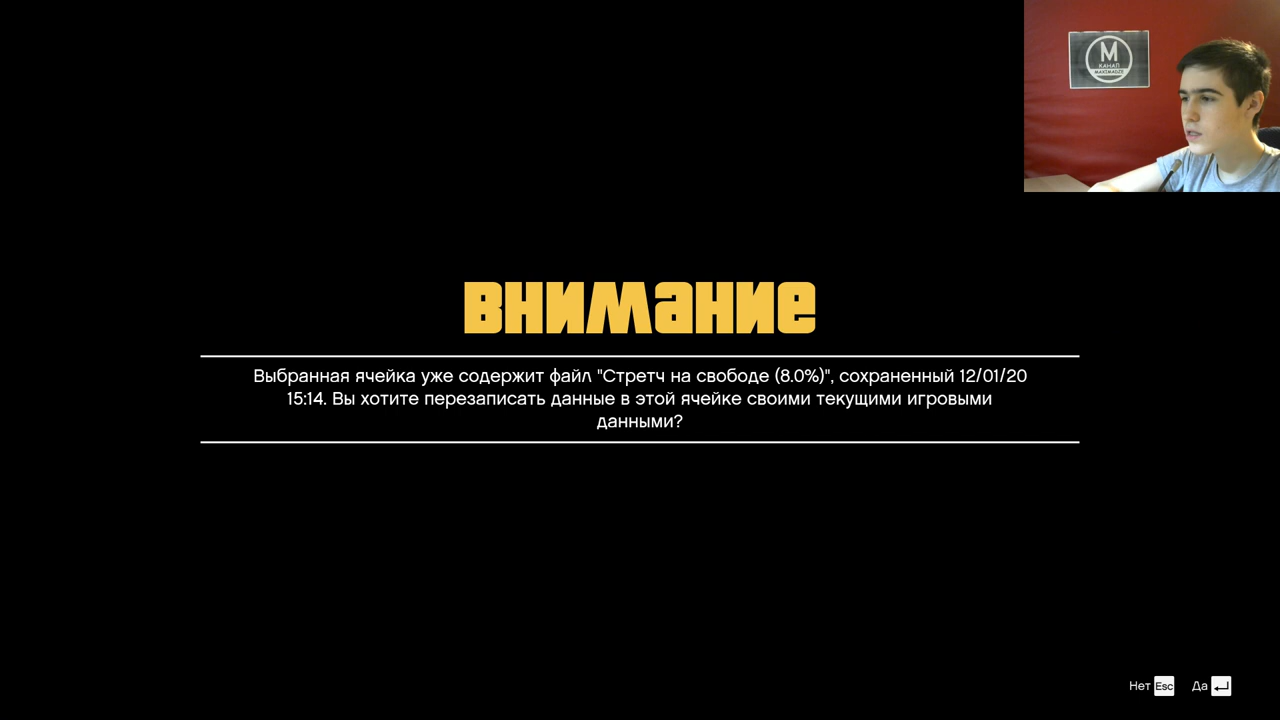 М
КАНАЛ
MAXIMADZE
внимание
Выбранная ячейка уже содержит файл "Стретч на свободе (8.0%)", сохраненный 12/01/20
15:14. Вы хотите перезаписать данные в этой ячейке своими текущими игровыми
данными?
Нет Esc Да